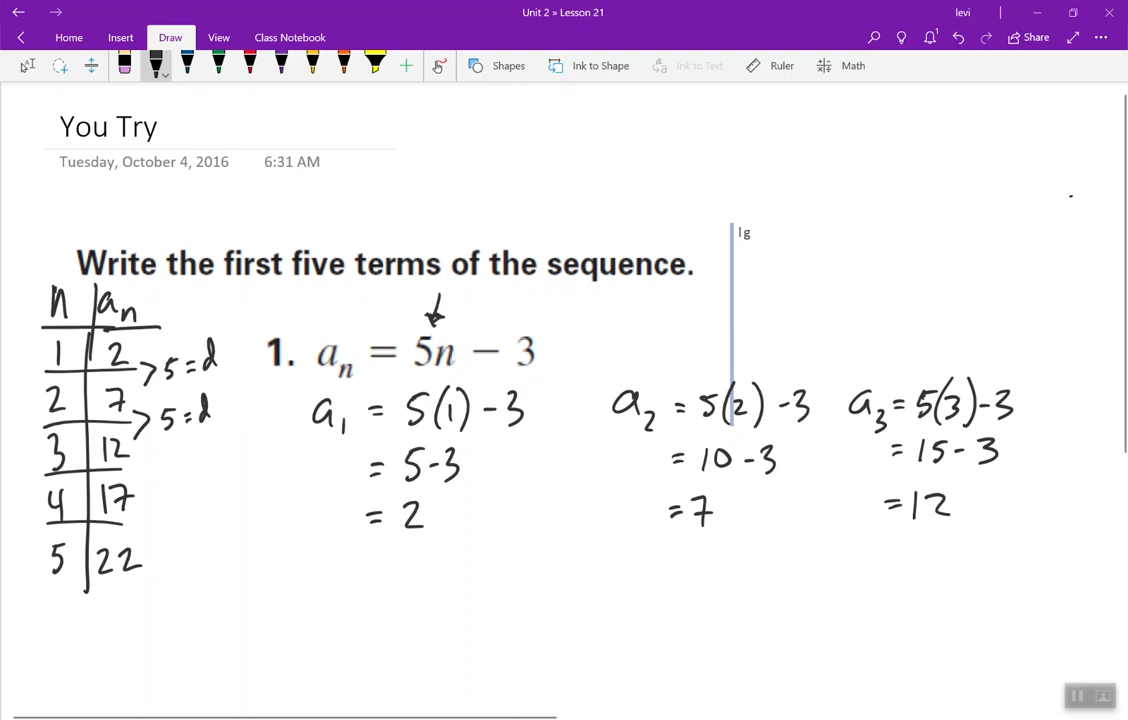 Unit 2 » Lesson 21
levi
Home Insert Draw View Class Notebook
1
Share
Shapes Ink to Shape Ink to Text Ruler Math
You Try
Tuesday, October 4, 2016 6:31 AM
lg
Write the first five terms of the sequence.
n aₙ
1 2
2 7
3 12
4 17
5 22
> 5 = d
> 5 = d
1. aₙ = 5n − 3
a₁ = 5(1) - 3
= 5 - 3
= 2
a₂ = 5(2) - 3
= 10 - 3
= 7
a₃ = 5(3) - 3
= 15 - 3
= 12